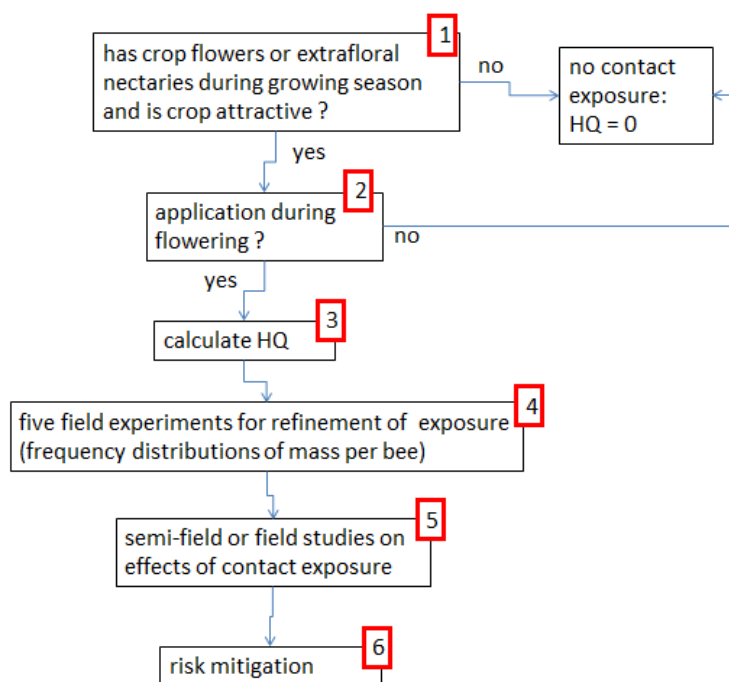 1
has crop flowers or extrafloral
nectaries during growing season
and is crop attractive ?
no
no contact
exposure:
HQ = 0
yes
2
application during
flowering ?
no
yes
3
calculate HQ
4
five field experiments for refinement of exposure
(frequency distributions of mass per bee)
5
semi-field or field studies on
effects of contact exposure
6
risk mitigation